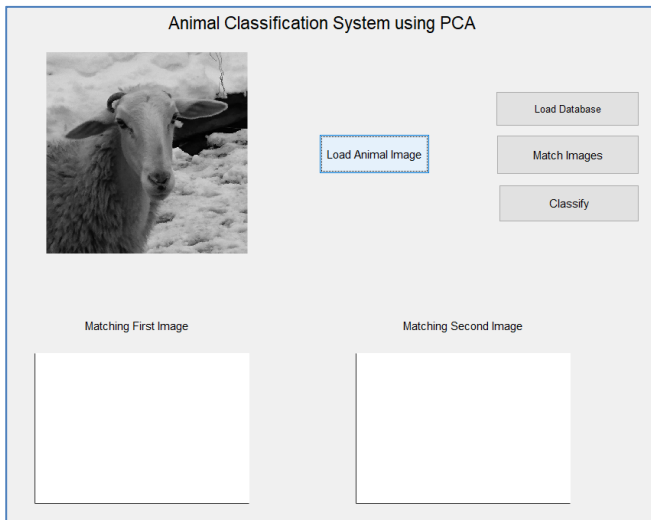 Animal Classification System using PCA
Load Database
Load Animal Image
Match Images
Classify
Matching First Image
Matching Second Image